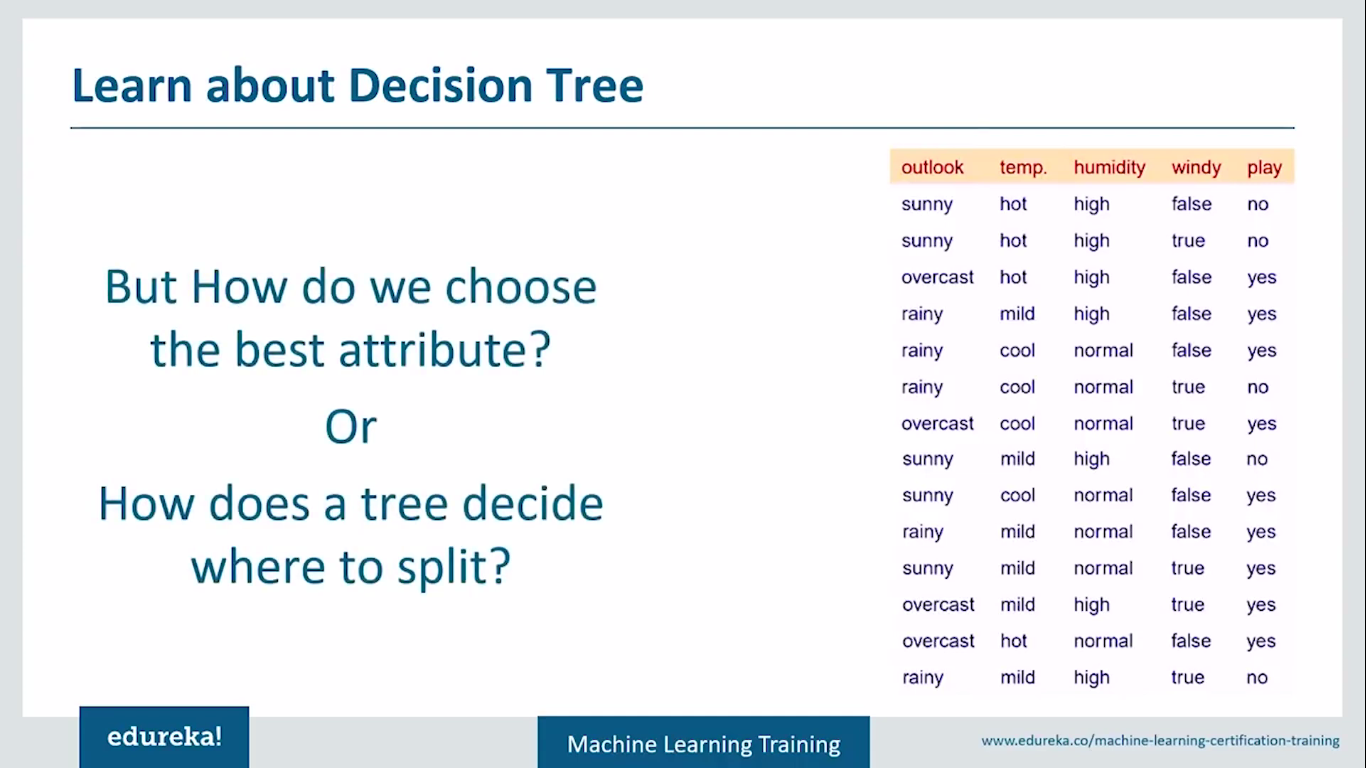 Learn about Decision Tree
But How do we choose
the best attribute?
Or
How does a tree decide
where to split?
outlook temp. humidity windy play
sunny hot high false no
sunny hot high true no
overcast hot high false yes
rainy mild high false yes
rainy cool normal false yes
rainy cool normal true no
overcast cool normal true yes
sunny mild high false no
sunny cool normal false yes
rainy mild normal false yes
sunny mild normal true yes
overcast mild high true yes
overcast hot normal false yes
rainy mild high true no
edureka!
Machine Learning Training
www.edureka.co/machine-learning-certification-training